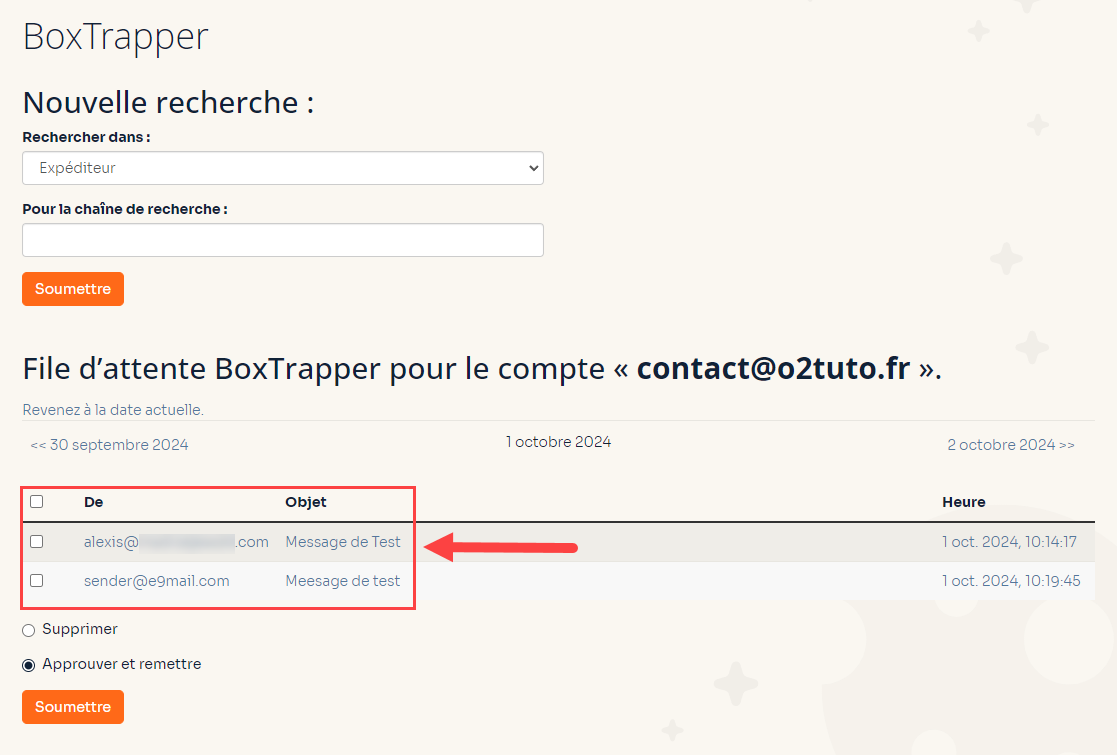 BoxTrapper
Nouvelle recherche :
Rechercher dans :
Expéditeur
Pour la chaîne de recherche :
Soumettre
File d’attente BoxTrapper pour le compte « contact@o2tuto.fr ».
Revenez à la date actuelle.
<< 30 septembre 2024 1 octobre 2024 2 octobre 2024 >>
De Objet Heure
alexis@ .com Message de Test 1 oct. 2024, 10:14:17
sender@e9mail.com Meesage de test 1 oct. 2024, 10:19:45
Supprimer
Approuver et remettre
Soumettre